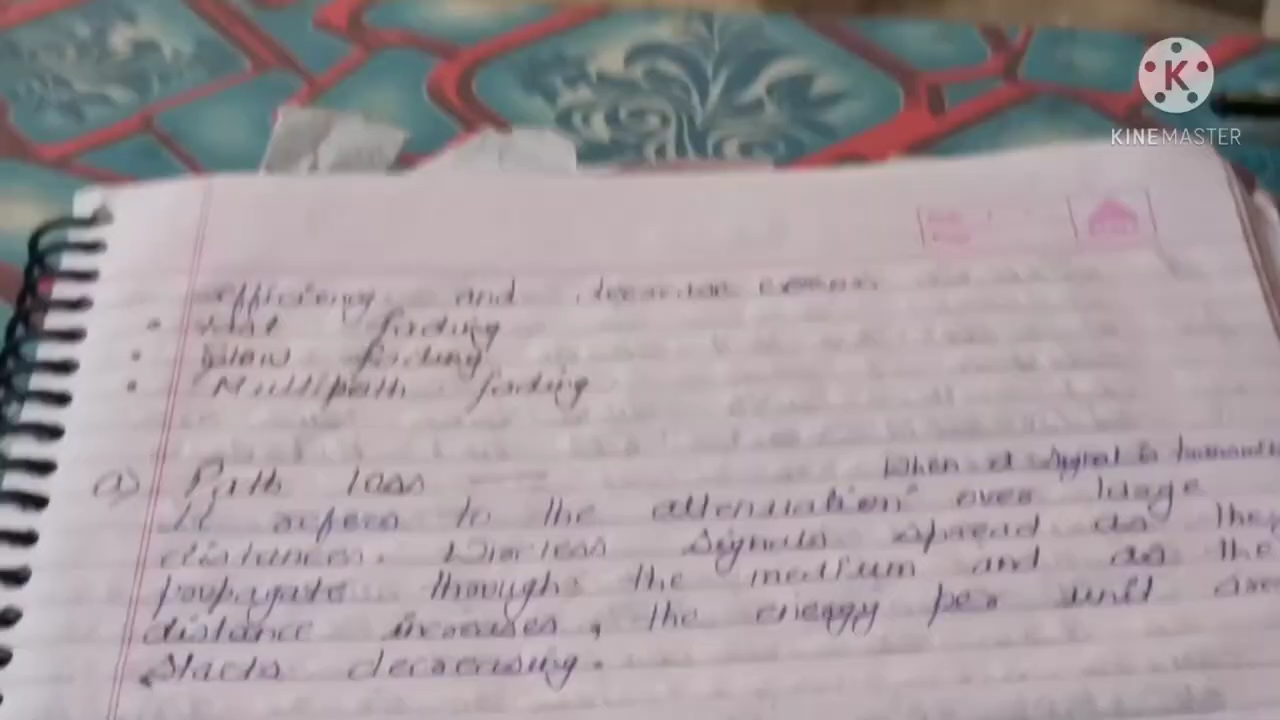 KINEMASTER
efficiency and
fast fading
slow fading
Multipath fading
a) Path loss
When a signal is
It refers to the attenuation over large
distances. Wireless signals spread as they
propagate through the medium and as the
distance increases, the energy per unit
starts decreasing.